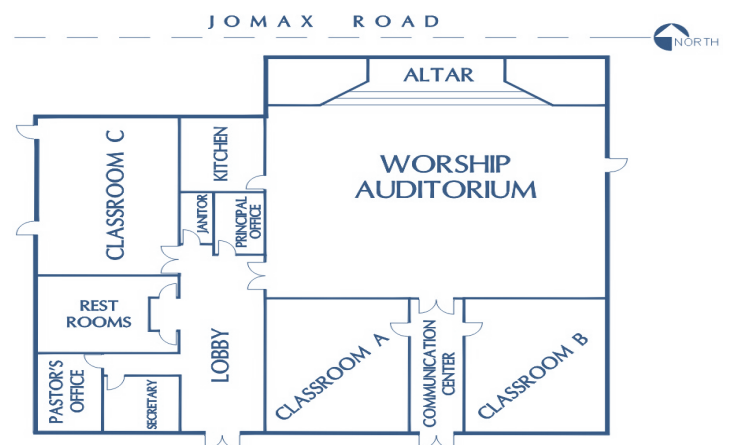 JOMAX ROAD
NORTH
ALTAR
WORSHIP
AUDITORIUM
CLASSROOM C
KITCHEN
JANITOR
PRINCIPAL
OFFICE
REST
ROOMS
LOBBY
PASTOR'S
OFFICE
SECRETARY
CLASSROOM A
COMMUNICATION
CENTER
CLASSROOM B